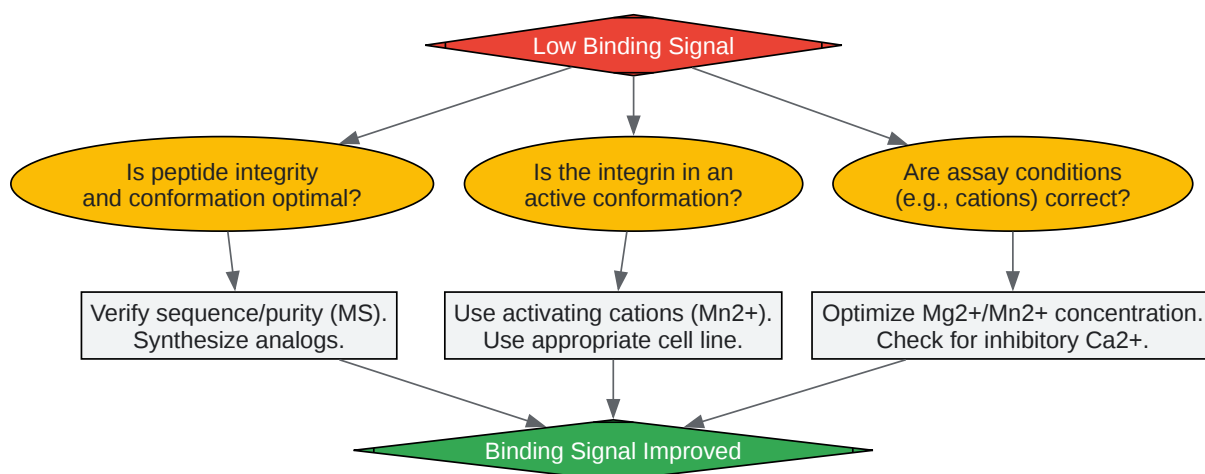 Low Binding Signal
Is peptide integrity
and conformation optimal?
Is the integrin in an
active conformation?
Are assay conditions
(e.g., cations) correct?
Verify sequence/purity (MS).
Synthesize analogs.
Use activating cations (Mn2+).
Use appropriate cell line.
Optimize Mg2+/Mn2+ concentration.
Check for inhibitory Ca2+.
Binding Signal Improved